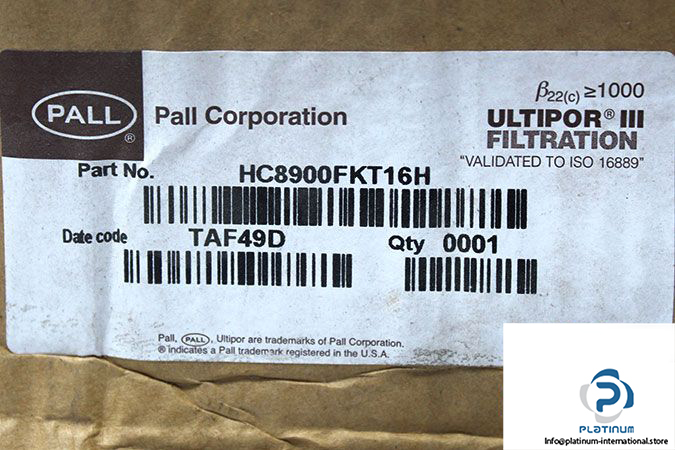 PALL ®
Pall Corporation
β22(c) ≥1000
ULTIPOR® III
FILTRATION
"VALIDATED TO ISO 16889"
Part No. HC8900FKT16H
Date code TAF49D Qty 0001
Pall, PALL, Ultipor are trademarks of Pall Corporation.
® indicates a Pall trademark registered in the U.S.A.
PLATINUM
Info@platinum-international.store